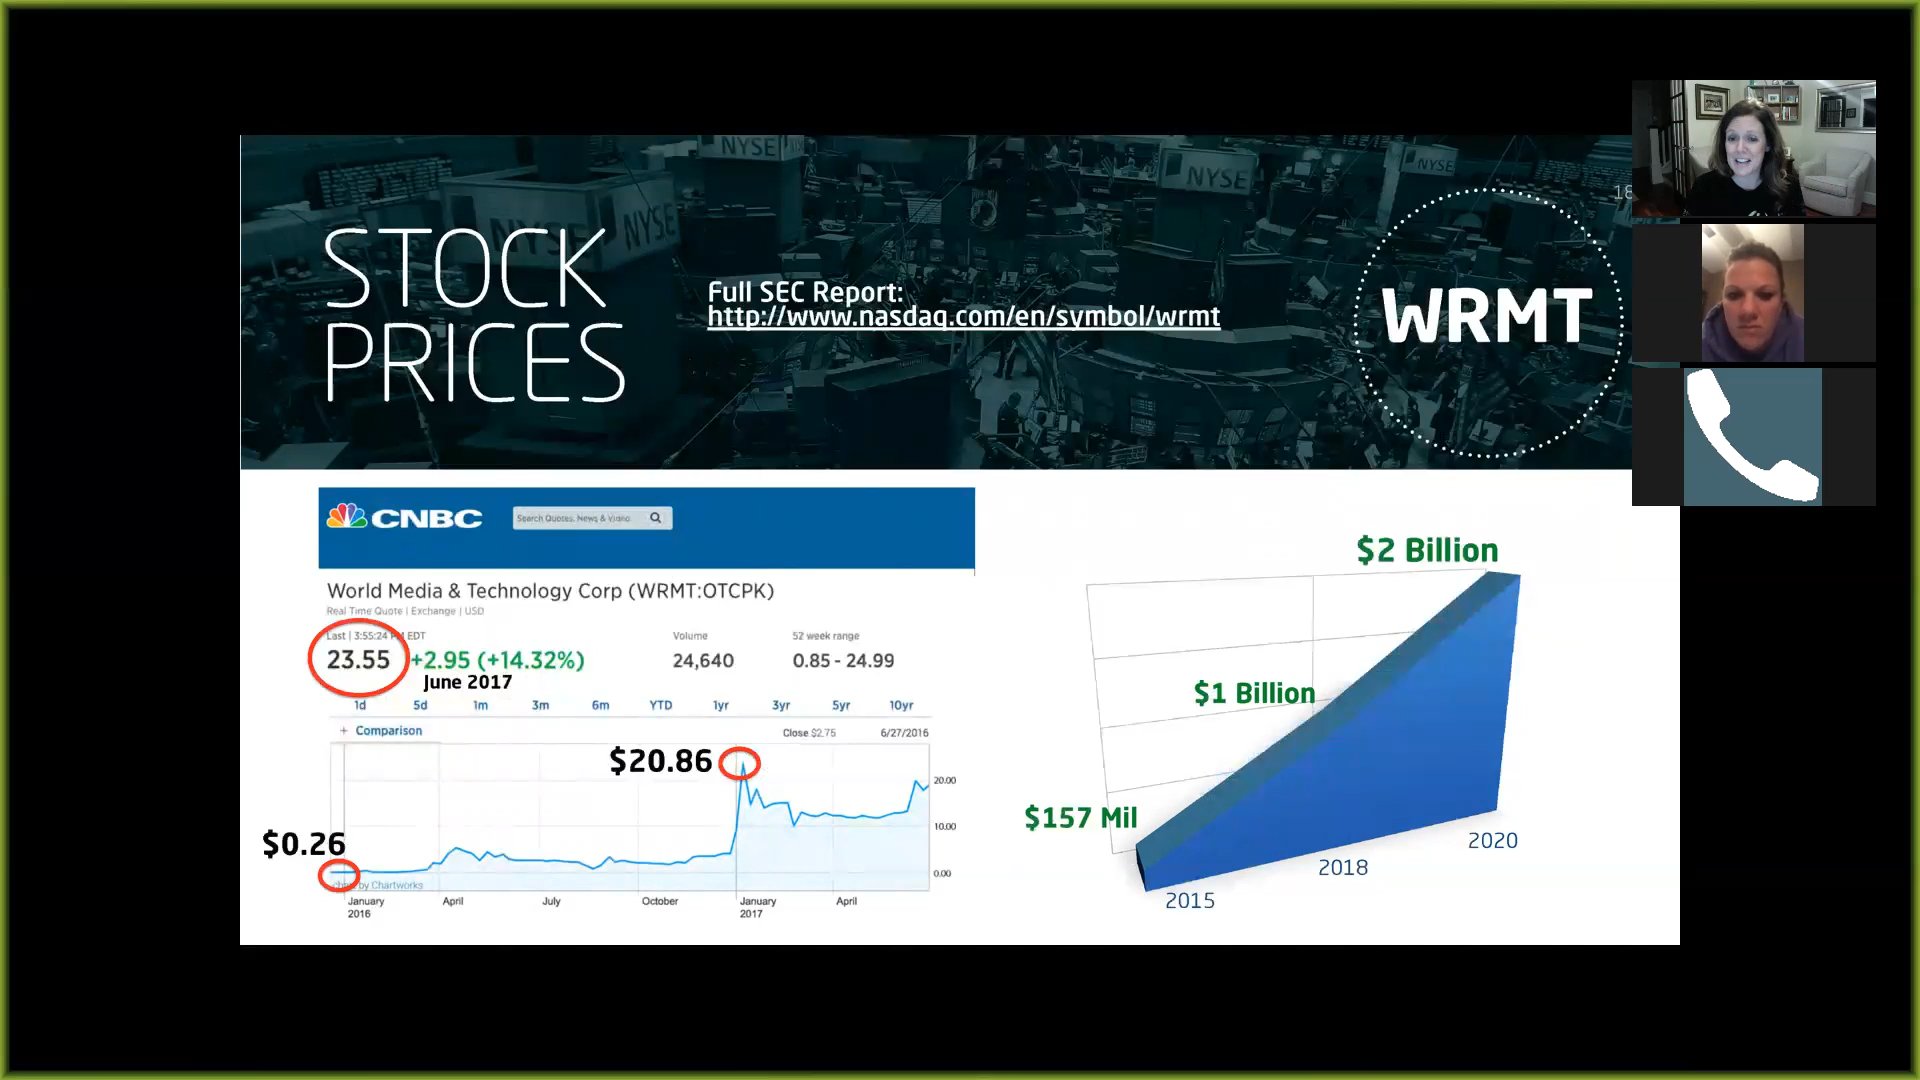 NYSE
NYSE
NYSE
NYSE
NYSE
18
STOCK
PRICES
Full SEC Report:
http://www.nasdaq.com/en/symbol/wrmt
WRMT
CNBC
Search Quotes, News & Video
World Media & Technology Corp (WRMT:OTCPK)
Real Time Quote | Exchange | USD
Last | 3:55:24 PM EDT
Volume
52 week range
23.55
+2.95 (+14.32%)
24,640
0.85 - 24.99
June 2017
1d 5d 1m 3m 6m YTD 1yr 3yr 5yr 10yr
+ Comparison
Close $2.75
6/27/2016
$20.86
$0.26
20.00
10.00
0.00
by Chartworks
January
2016
April
July
October
January
2017
April
$2 Billion
$1 Billion
$157 Mil
2015
2018
2020